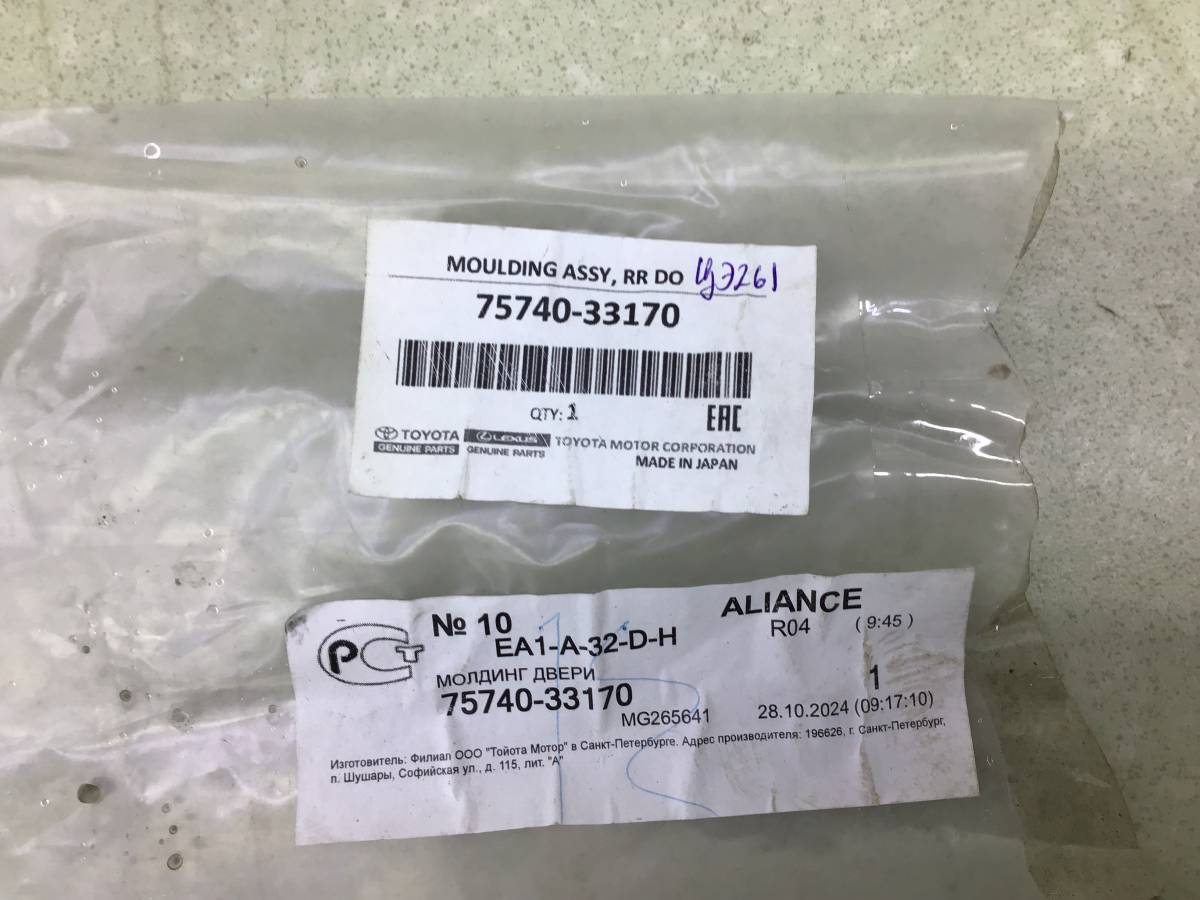 MOULDING ASSY, RR DO
75740-33170
QTY: 1
EAC
TOYOTA
GENUINE PARTS
LEXUS
GENUINE PARTS
TOYOTA MOTOR CORPORATION
MADE IN JAPAN
№ 10
ALIANCE
EA1-A-32-D-H
R04 ( 9:45 )
РСТ
МОЛДИНГ ДВЕРИ
1
75740-33170
MG265641
28.10.2024 (09:17:10)
Изготовитель: Филиал ООО "Тойота Мотор" в Санкт-Петербурге. Адрес производителя: 196626, г. Санкт-Петербург,
п. Шушары, Софийская ул., д. 115, лит. "А"